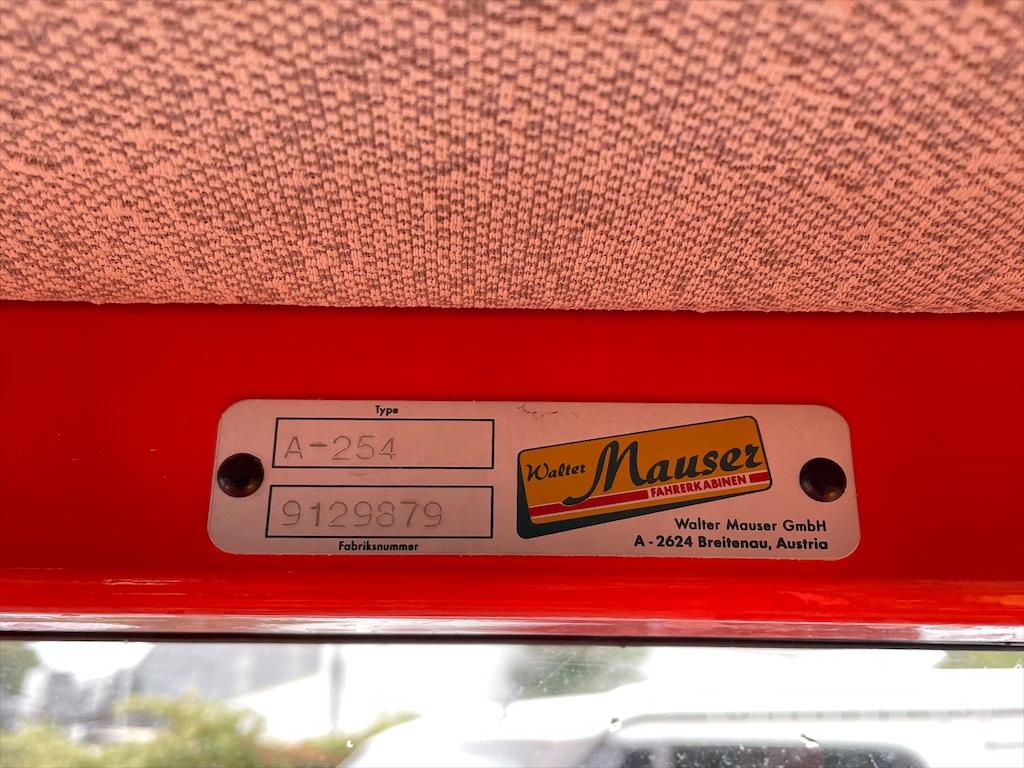 Type
A-254
9129879
Fabriksnummer
Walter Mauser
FAHRERKABINEN
Walter Mauser GmbH
A - 2624 Breitenau, Austria